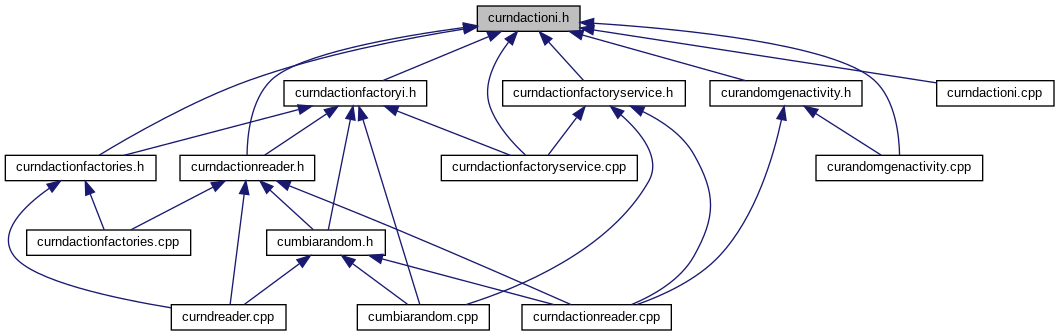 curndactioni.h
curndactionfactoryi.h
curndactionfactoryservice.h
curandomgenactivity.h
curndactioni.cpp
curndactionfactories.h
curndactionreader.h
curndactionfactoryservice.cpp
curandomgenactivity.cpp
curndactionfactories.cpp
cumbiarandom.h
curndreader.cpp
cumbiarandom.cpp
curndactionreader.cpp